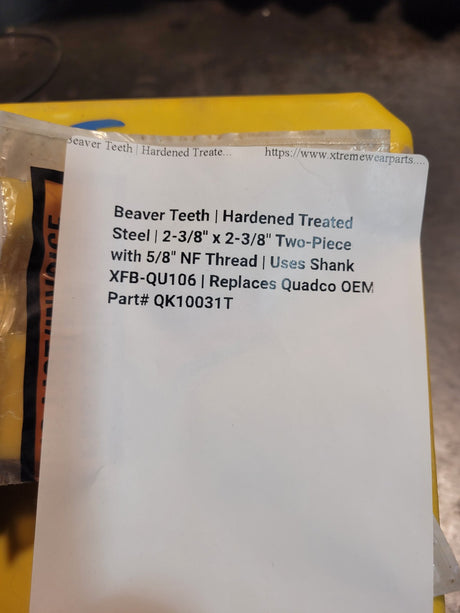 Beaver Teeth | Hardened Treate...
https://www.xtremewearparts....
Beaver Teeth | Hardened Treated
Steel | 2-3/8" x 2-3/8" Two-Piece
with 5/8" NF Thread | Uses Shank
XFB-QU106 | Replaces Quadco OEM
Part# QK10031T